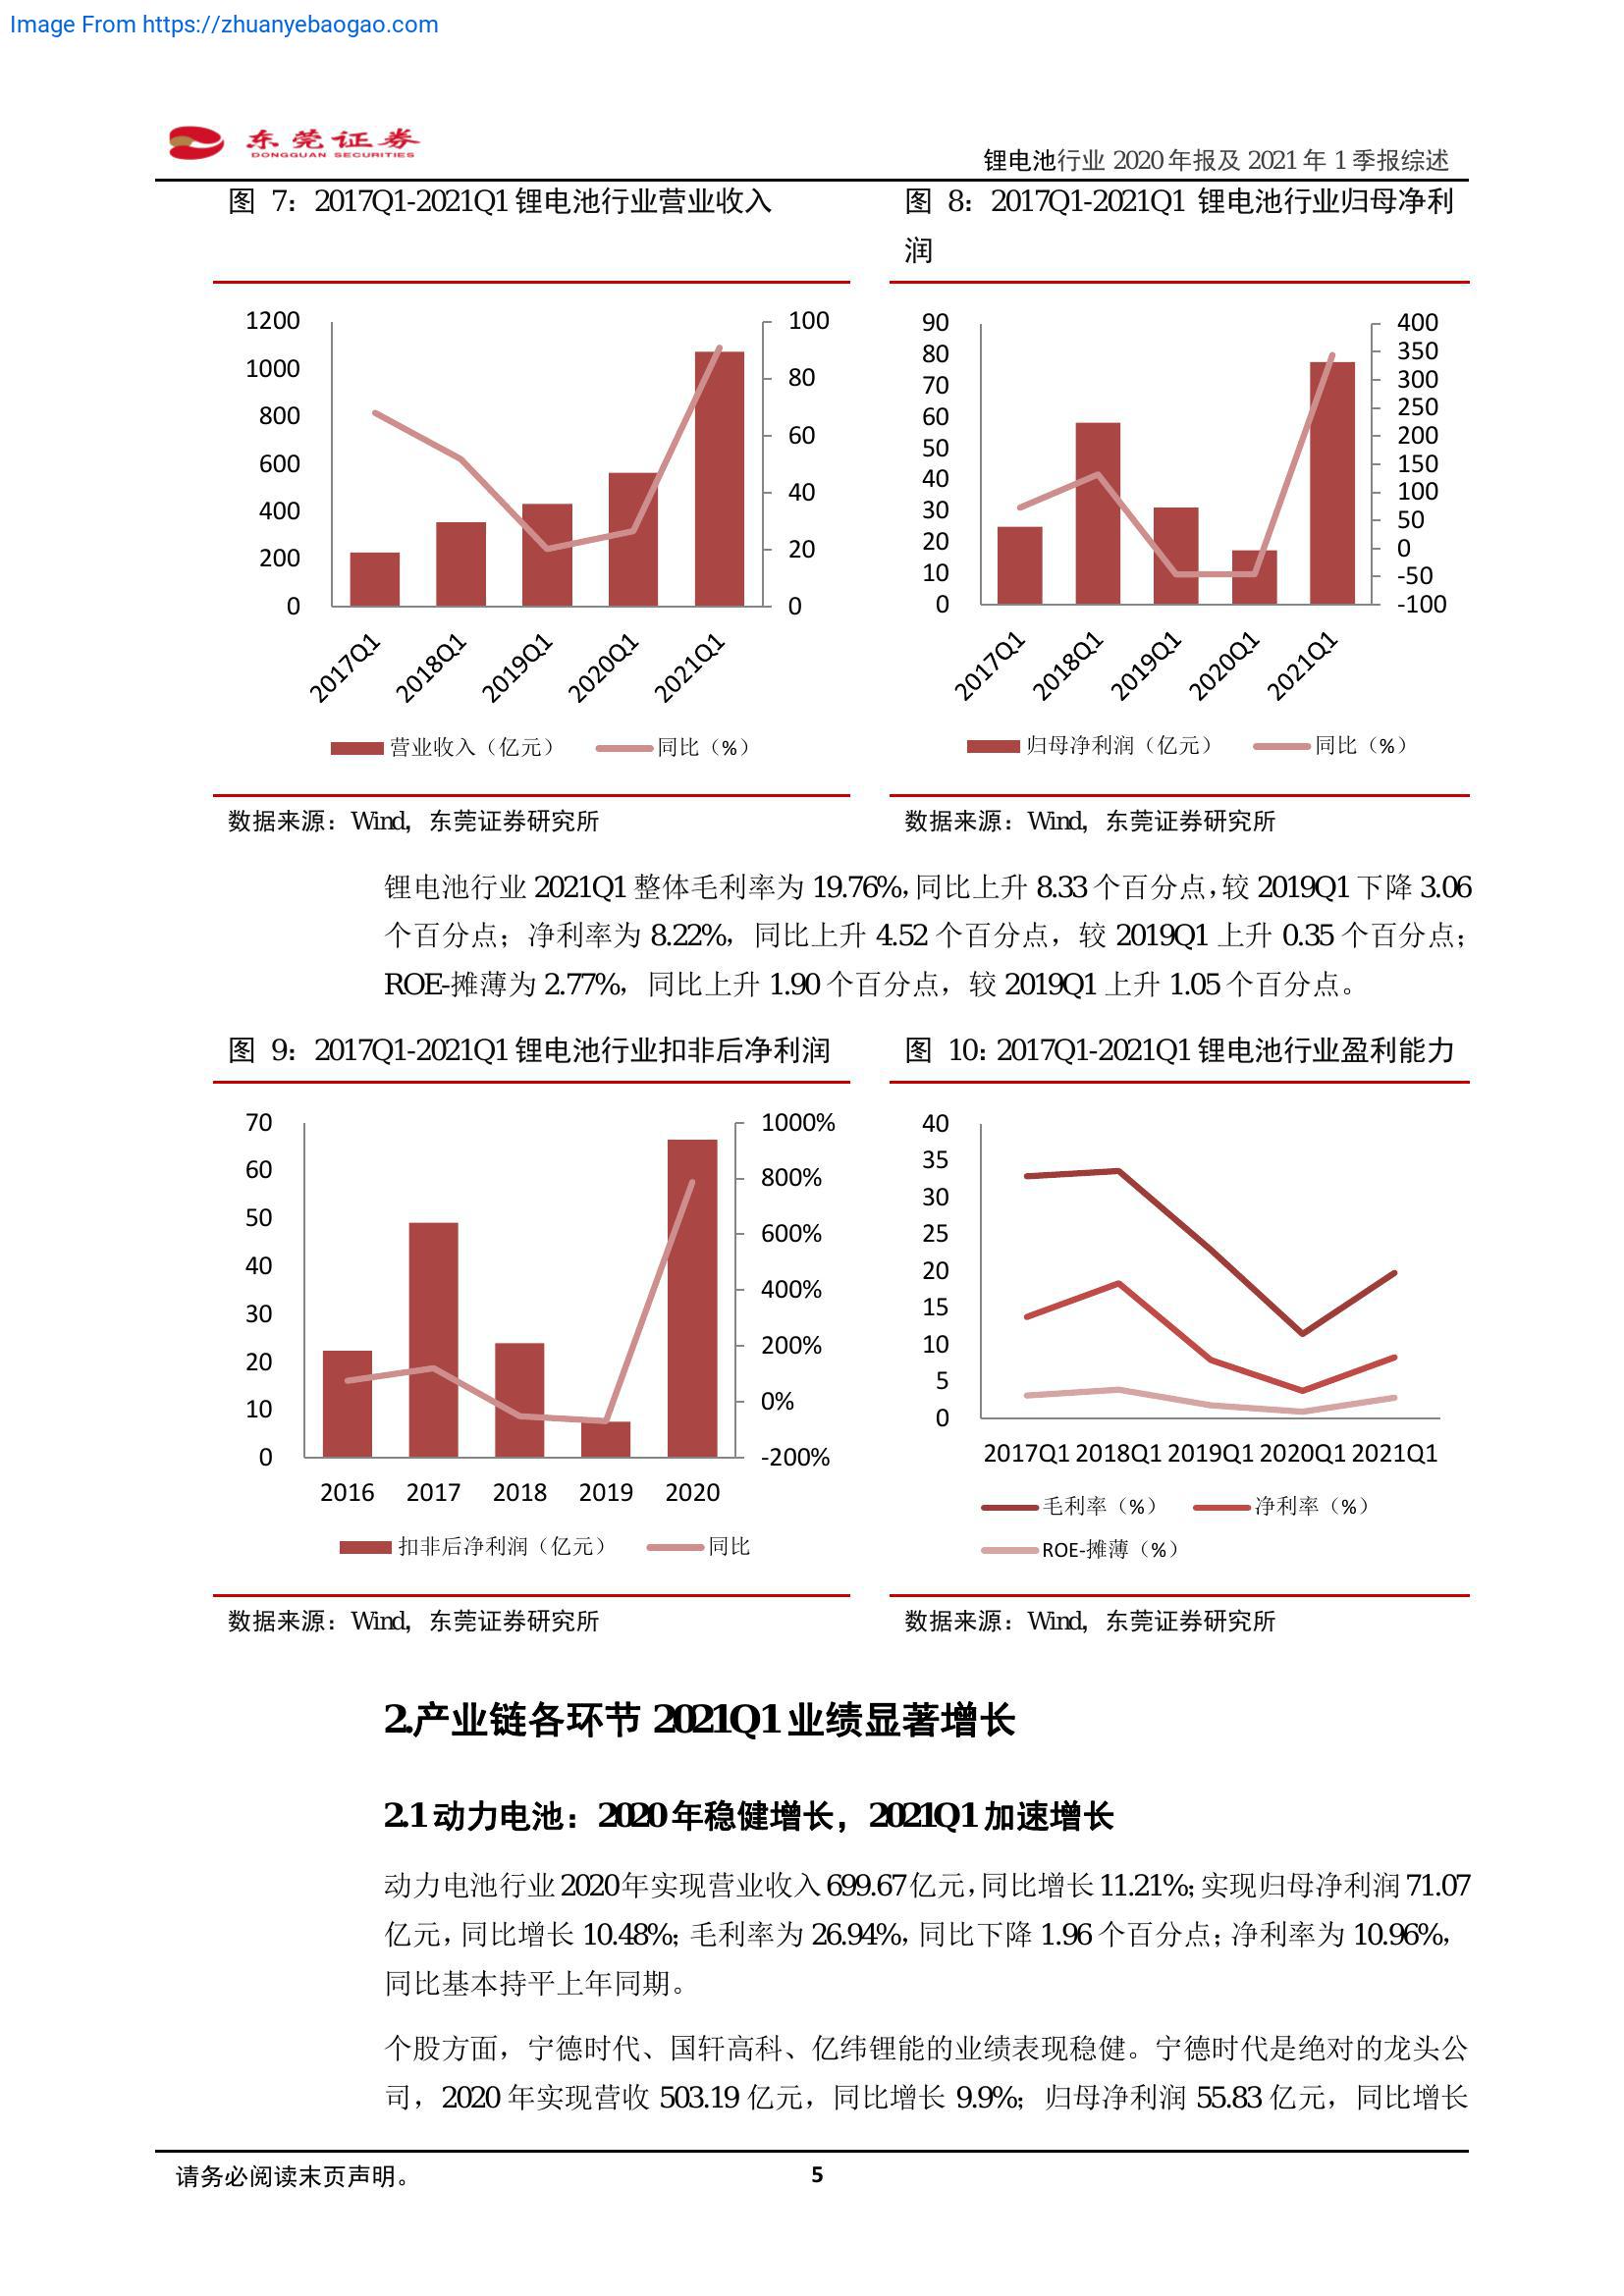 Image From https://zhuanyebaogao.com
东莞证券
DONGGUAN SECURITIES
锂电池行业 2020 年报及 2021 年 1 季报综述
图 7：2017Q1-2021Q1 锂电池行业营业收入
图 8：2017Q1-2021Q1 锂电池行业归母净利
润
1200
1000
800
600
400
200
0
100
80
60
40
20
0
2017Q1
2018Q1
2019Q1
2020Q1
2021Q1
营业收入（亿元）
同比（%）
90
80
70
60
50
40
30
20
10
0
400
350
300
250
200
150
100
50
0
-50
-100
2017Q1
2018Q1
2019Q1
2020Q1
2021Q1
归母净利润（亿元）
同比（%）
数据来源：Wind，东莞证券研究所
数据来源：Wind，东莞证券研究所
锂电池行业 2021Q1 整体毛利率为 19.76%，同比上升 8.33 个百分点，较 2019Q1 下降 3.06
个百分点；净利率为 8.22%，同比上升 4.52 个百分点，较 2019Q1 上升 0.35 个百分点；
ROE-摊薄为 2.77%，同比上升 1.90 个百分点，较 2019Q1 上升 1.05 个百分点。
图 9：2017Q1-2021Q1 锂电池行业扣非后净利润
图 10：2017Q1-2021Q1 锂电池行业盈利能力
70
60
50
40
30
20
10
0
1000%
800%
600%
400%
200%
0%
-200%
2016 2017 2018 2019 2020
扣非后净利润（亿元）
同比
40
35
30
25
20
15
10
5
0
2017Q1 2018Q1 2019Q1 2020Q1 2021Q1
毛利率（%）
净利率（%）
ROE-摊薄（%）
数据来源：Wind，东莞证券研究所
数据来源：Wind，东莞证券研究所
2.产业链各环节 2021Q1 业绩显著增长
2.1 动力电池：2020 年稳健增长，2021Q1 加速增长
动力电池行业 2020 年实现营业收入 699.67 亿元，同比增长 11.21%；实现归母净利润 71.07
亿元，同比增长 10.48%；毛利率为 26.94%，同比下降 1.96 个百分点；净利率为 10.96%，
同比基本持平上年同期。
个股方面，宁德时代、国轩高科、亿纬锂能的业绩表现稳健。宁德时代是绝对的龙头公
司，2020 年实现营收 503.19 亿元，同比增长 9.9%；归母净利润 55.83 亿元，同比增长
请务必阅读末页声明。
5